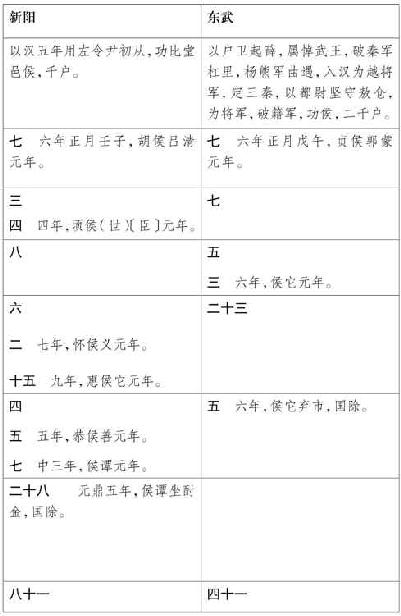 新阳
东武
以汉五年用左令尹初从,功比堂
邑侯,千户。
以户卫起薛,属悼武王,破秦军
杠里,杨熊军曲遇,入汉为越将
军,定三秦,以都尉坚守敖仓,
为将军,破籍军,功侯,二千户。
七　六年正月壬子,胡侯吕清
元年。
七　六年正月戊午,贞侯郭蒙
元年。
三
四　四年,顷侯(世)〔臣〕元年。
七
八
五
三　六年,侯它元年。
六
二　七年,怀侯义元年。
十五　九年,惠侯它元年。
二十三
四
五　五年,恭侯善元年。
七　中三年,侯谭元年。
五　六年,侯它弃市,国除。
二十八　元鼎五年,侯谭坐酎
金,国除。
八十一
四十一